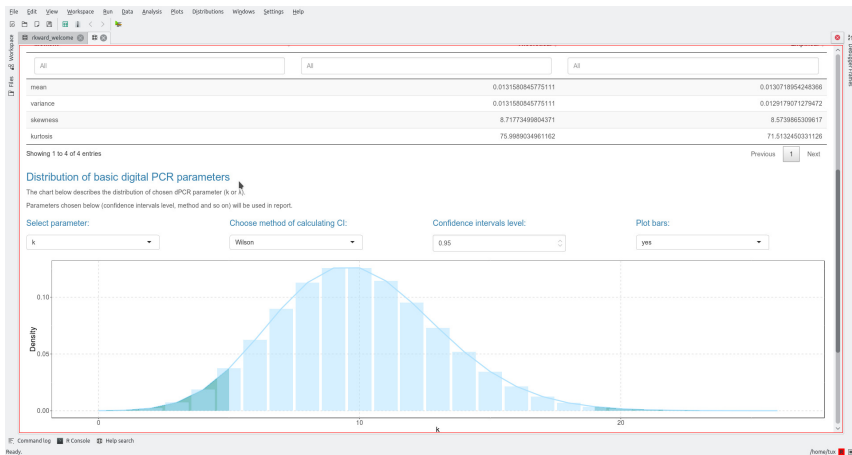 File Edit View Workspace Run Data Analysis Plots Distributions Windows Settings Help
rkward_welcome
Workspace
Files
All All All
mean 0.0131580845775111 0.0130718954248366
variance 0.0131580845775111 0.0129179071279472
skewness 8.71773499804371 8.5739865309617
kurtosis 75.9989034961162 71.5132450331126
Showing 1 to 4 of 4 entries Previous 1 Next
Distribution of basic digital PCR parameters
The chart below describes the distribution of chosen dPCR parameter (k or λ).
Parameters chosen below (confidence intervals level, method and so on) will be used in report.
Select parameter: Choose method of calculating CI: Confidence intervals level: Plot bars:
k Wilson 0.95 yes
0.10
0.05
0.00
Density
0 10 20
k
Command log R Console Help search
Ready. /home/tux